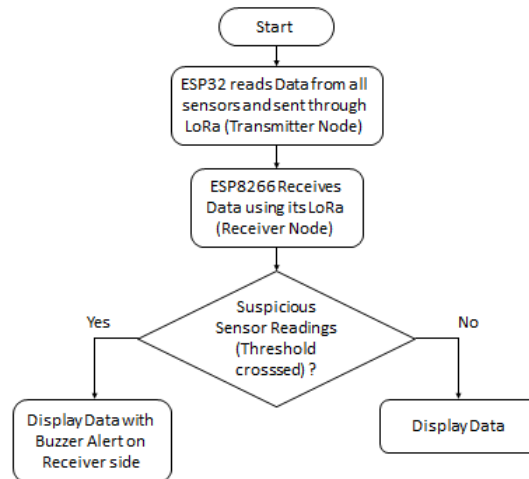 Start
ESP32 reads Data from all
sensors and sent through
LoRa (Transmitter Node)
ESP8266 Receives
Data using its LoRa
(Receiver Node)
Suspicious
Sensor Readings
(Threshold
crosssed) ?
Yes
No
Display Data with
Buzzer Alert on
Receiver side
Display Data